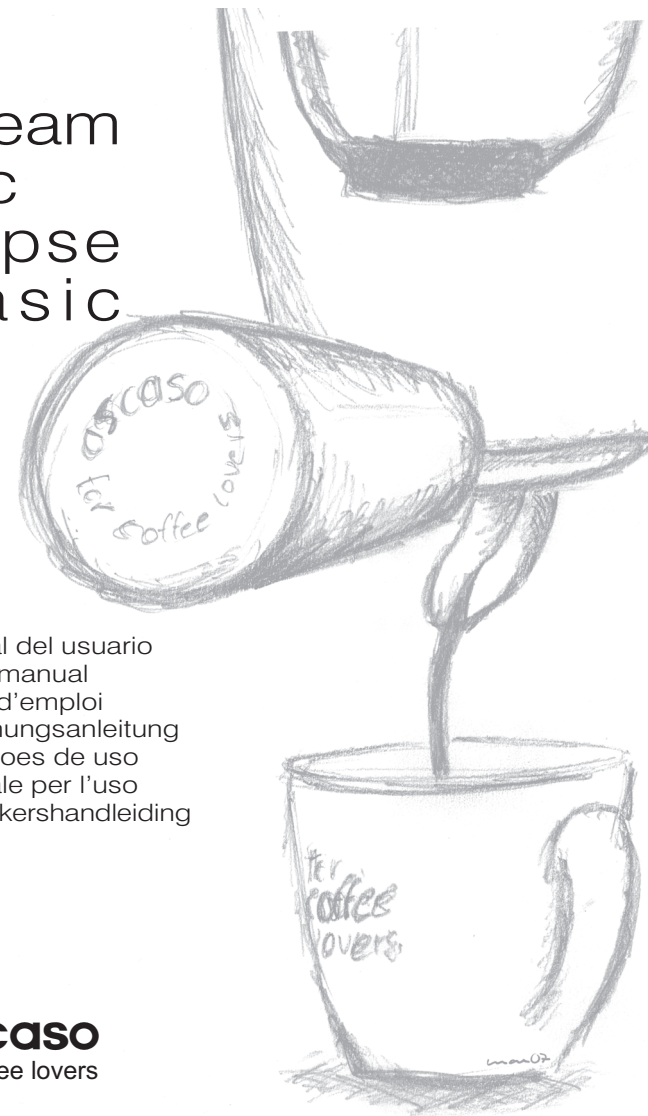 eam
c
pse
asic
ascaso
for coffee lovers
l del usuario
manual
d'emploi
nungsanleitung
oes de uso
le per l'uso
kershandleiding
for
coffee
lovers.
caso
ee lovers